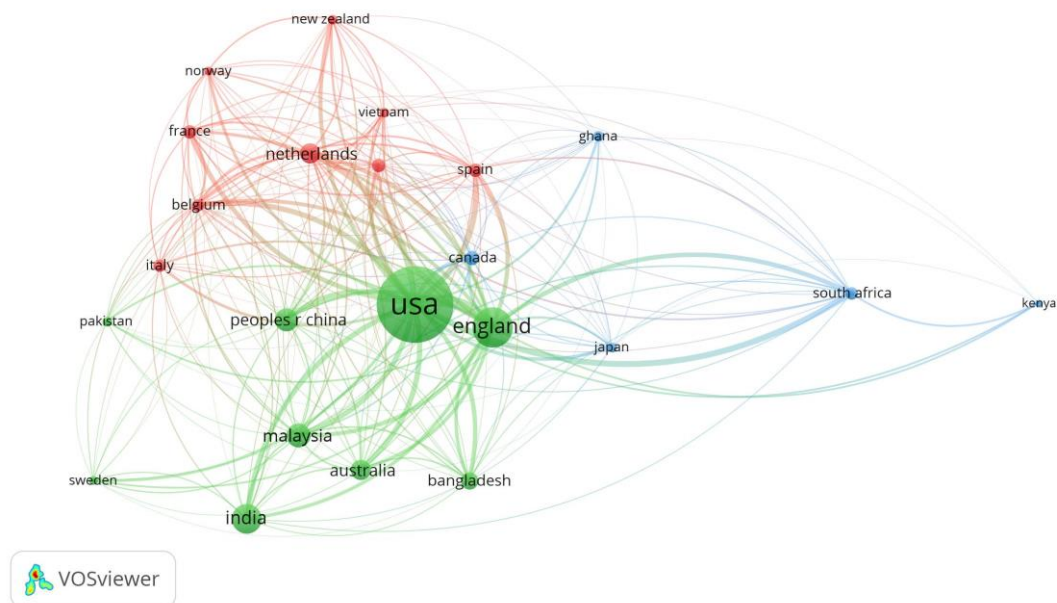 new zealand
norway
vietnam
france
ghana
netherlands
spain
belgium
canada
italy
south africa
usa
kenya
pakistan
peoples r china
england
japan
malaysia
australia
sweden
bangladesh
india
VOSviewer